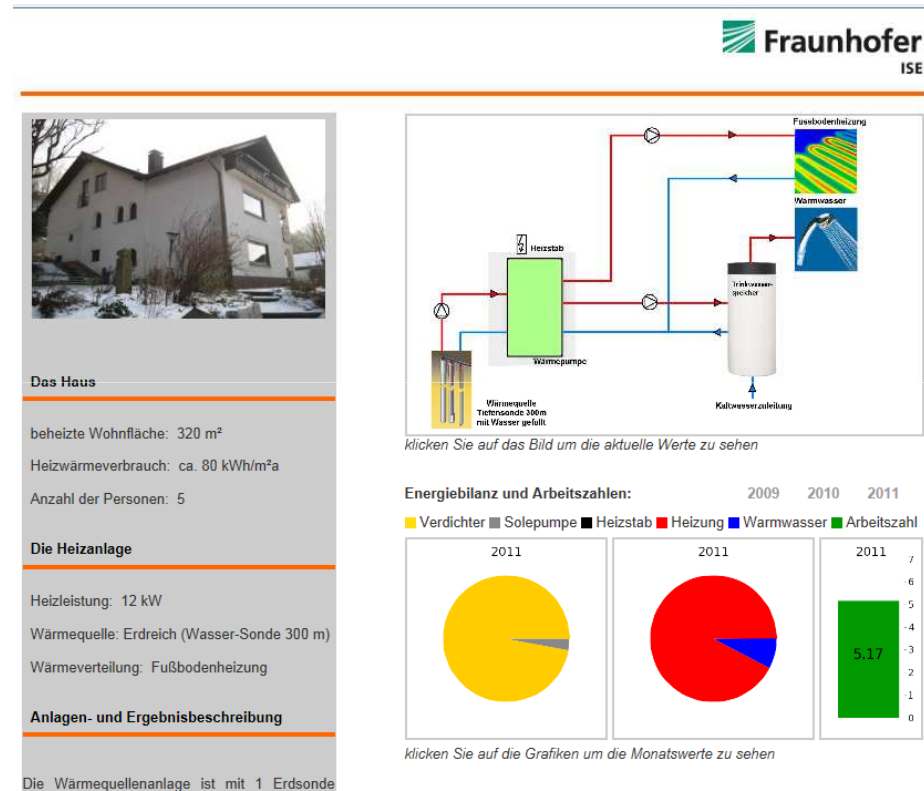 Fraunhofer
ISE
Das Haus
beheizte Wohnfläche: 320 m²
Heizwärmeverbrauch: ca. 80 kWh/m²a
Anzahl der Personen: 5
Die Heizanlage
Heizleistung: 12 kW
Wärmequelle: Erdreich (Wasser-Sonde 300 m)
Wärmeverteilung: Fußbodenheizung
Anlagen- und Ergebnisbeschreibung
Die Wärmequellenanlage ist mit 1 Erdsonde
Fussbodenheizung
Warmwasser
Heizstab
Trinkwasser-
speicher
Wärmepumpe
Wärmequelle
Tiefensonde 300m
mit Wasser gefüllt
Kaltwasserzuleitung
klicken Sie auf das Bild um die aktuelle Werte zu sehen
Energiebilanz und Arbeitszahlen: 2009 2010 2011
Verdichter Solepumpe Heizstab Heizung Warmwasser Arbeitszahl
2011
2011
2011
7
6
5
4
3
2
1
0
5.17
klicken Sie auf die Grafiken um die Monatswerte zu sehen